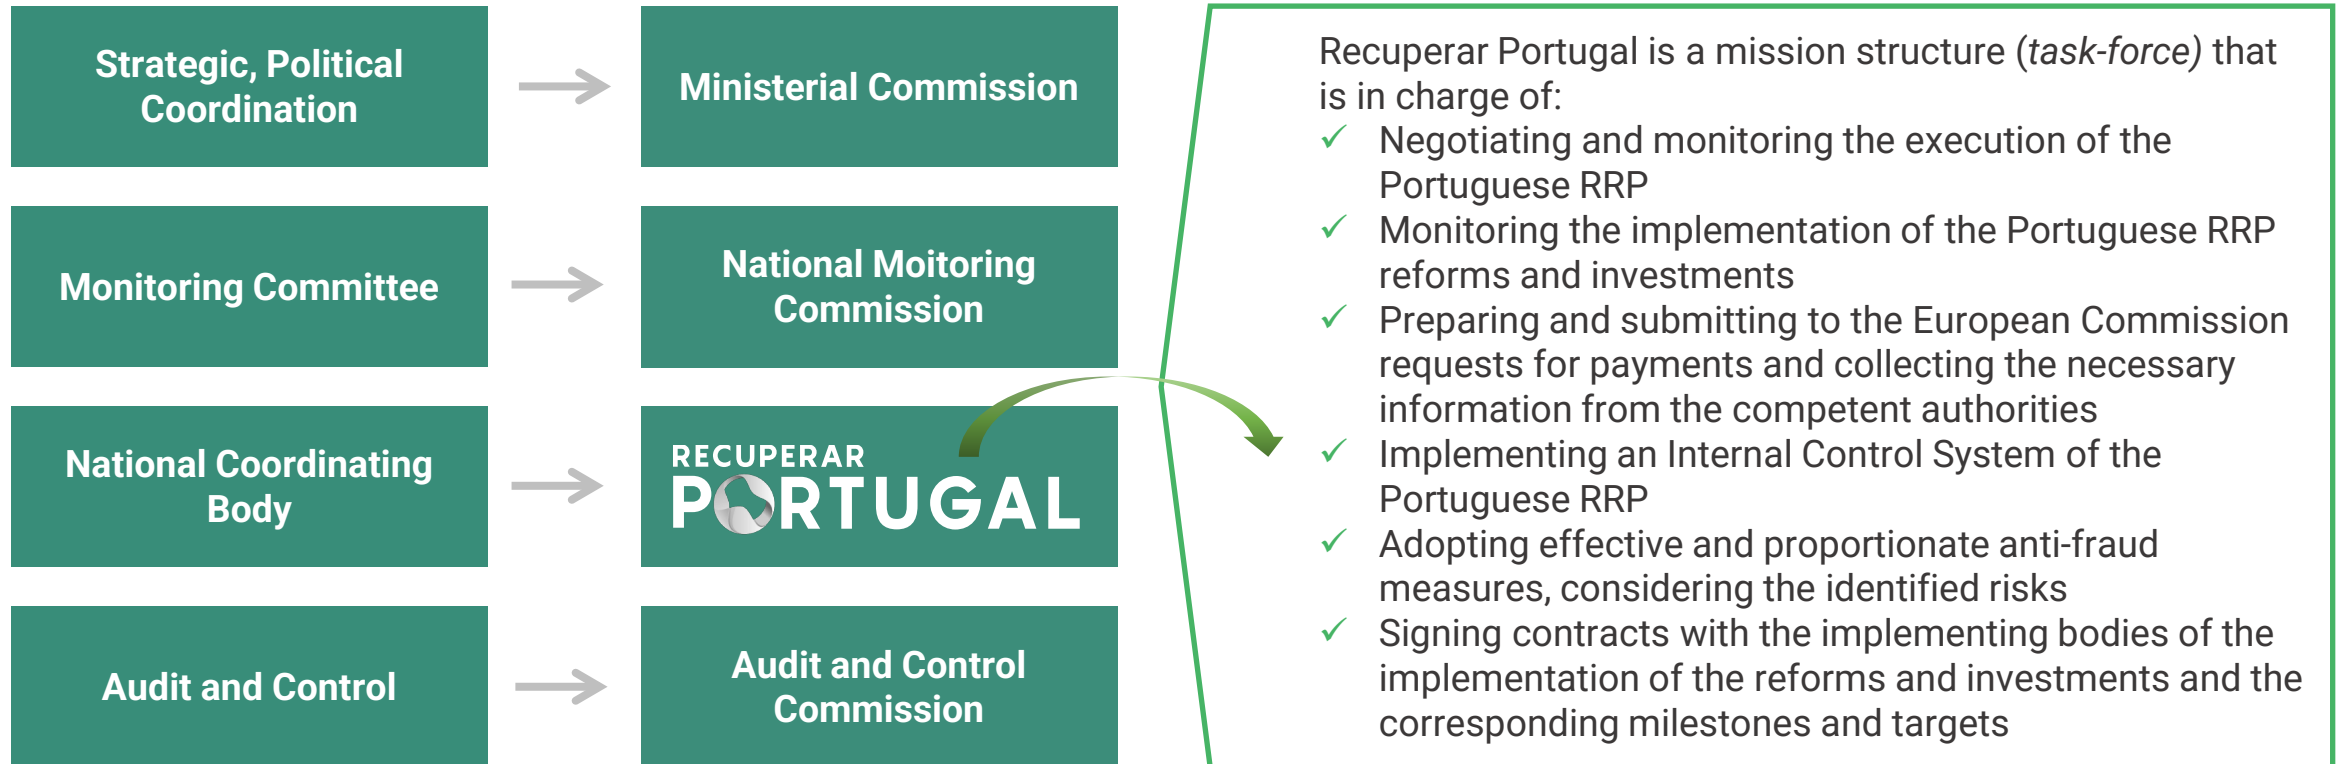 Strategic, Political
Coordination
Ministerial Commission
Monitoring Committee
National Moitoring
Commission
National Coordinating
Body
RECUPERAR
PORTUGAL
Audit and Control
Audit and Control
Commission
Recuperar Portugal is a mission structure (task-force) that
is in charge of:
✓ Negotiating and monitoring the execution of the
Portuguese RRP
✓ Monitoring the implementation of the Portuguese RRP
reforms and investments
✓ Preparing and submitting to the European Commission
requests for payments and collecting the necessary
information from the competent authorities
✓ Implementing an Internal Control System of the
Portuguese RRP
✓ Adopting effective and proportionate anti-fraud
measures, considering the identified risks
✓ Signing contracts with the implementing bodies of the
implementation of the reforms and investments and the
corresponding milestones and targets